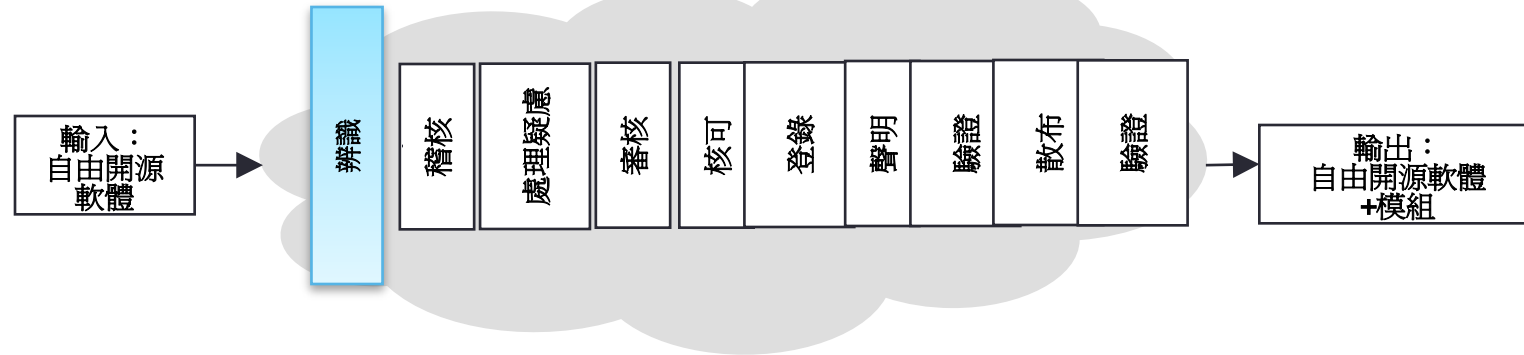 輸入：
自由開源
軟體
辨識
稽核
處理疑慮
審核
核可
登錄
聲明
驗證
散布
驗證
輸出：
自由開源軟體
+模組